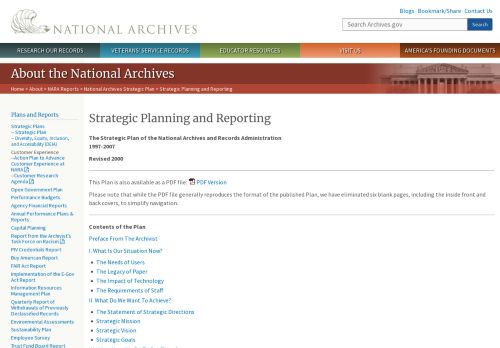 NATIONAL ARCHIVES
Blogs · Bookmark/Share · Contact Us
Search Archives.gov
Search
RESEARCH OUR RECORDS
VETERANS' SERVICE RECORDS
EDUCATOR RESOURCES
VISIT US
AMERICA'S FOUNDING DOCUMENTS
About the National Archives
Home > About > NARA Reports > National Archives Strategic Plan > Strategic Planning and Reporting
Plans and Reports
Strategic Plans
– Strategic Plan
– Diversity, Equity, Inclusion,
and Accessibility (DEIA)
Customer Experience
–Action Plan to Advance
Customer Experience at
NARA
–Customer Research
Agenda
Open Government Plan
Performance Budgets
Agency Financial Reports
Annual Performance Plans &
Reports
Capital Planning
Report from the Archivist's
Task Force on Racism
PIV Credentials Report
Buy American Report
FAIR Act Report
Implementation of the E-Gov
Act Report
Information Resources
Management Plan
Quarterly Report of
Withdrawals of Previously
Declassified Records
Environmental Assessments
Sustainability Plan
Employee Survey
Trust Fund Board Report
Strategic Planning and Reporting
The Strategic Plan of the National Archives and Records Administration
1997-2007
Revised 2000
This Plan is also available as a PDF file: PDF Version
Please note that while the PDF file generally reproduces the format of the published Plan, we have eliminated six blank pages, including the inside front and
back covers, to simplify navigation.
Contents of the Plan
Preface From The Archivist
I. What Is Our Situation Now?
• The Needs of Users
• The Legacy of Paper
• The Impact of Technology
• The Requirements of Staff
II. What Do We Want To Achieve?
• The Statement of Strategic Directions
• Strategic Mission
• Strategic Vision
• Strategic Goals